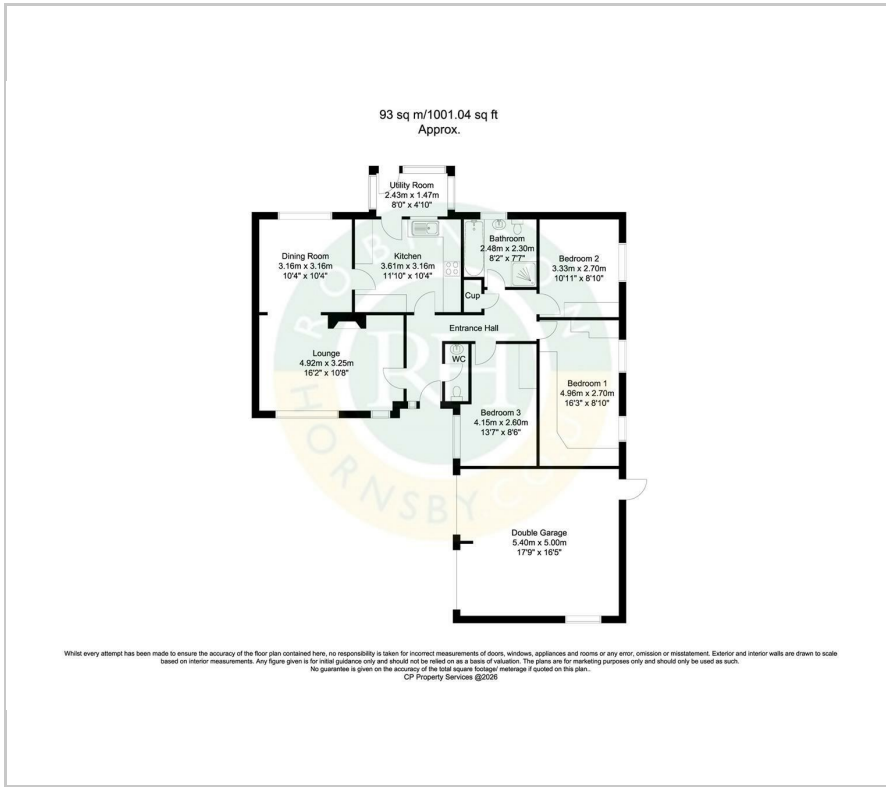 93 sq m/1001.04 sq ft
Approx.
Utility Room
2.43m x 1.47m
8'0" x 4'10"
Dining Room
3.16m x 3.16m
10'4" x 10'4"
Kitchen
3.61m x 3.16m
11'10" x 10'4"
Bathroom
2.48m x 2.30m
8'2" x 7'7"
Bedroom 2
3.33m x 2.70m
10'11" x 8'10"
Cup
Entrance Hall
Lounge
4.92m x 3.25m
16'2" x 10'8"
WC
Bedroom 1
4.96m x 2.70m
16'3" x 8'10"
Bedroom 3
4.15m x 2.60m
13'7" x 8'6"
Double Garage
5.40m x 5.00m
17'9" x 16'5"
RH
HORNSBY
Whilst every attempt has been made to ensure the accuracy of the floor plan contained here, no responsibility is taken for incorrect measurements of doors, windows, appliances and rooms or any error, omission or misstatement. Exterior and interior walls are drawn to scale
based on interior measurements. Any figure given is for initial guidance only and should not be relied on as a basis of valuation. The plans are for marketing purposes only and should only be used as such.
No guarantee is given on the accuracy of the total square footage/ meterage if quoted on this plan..
CP Property Services @2026